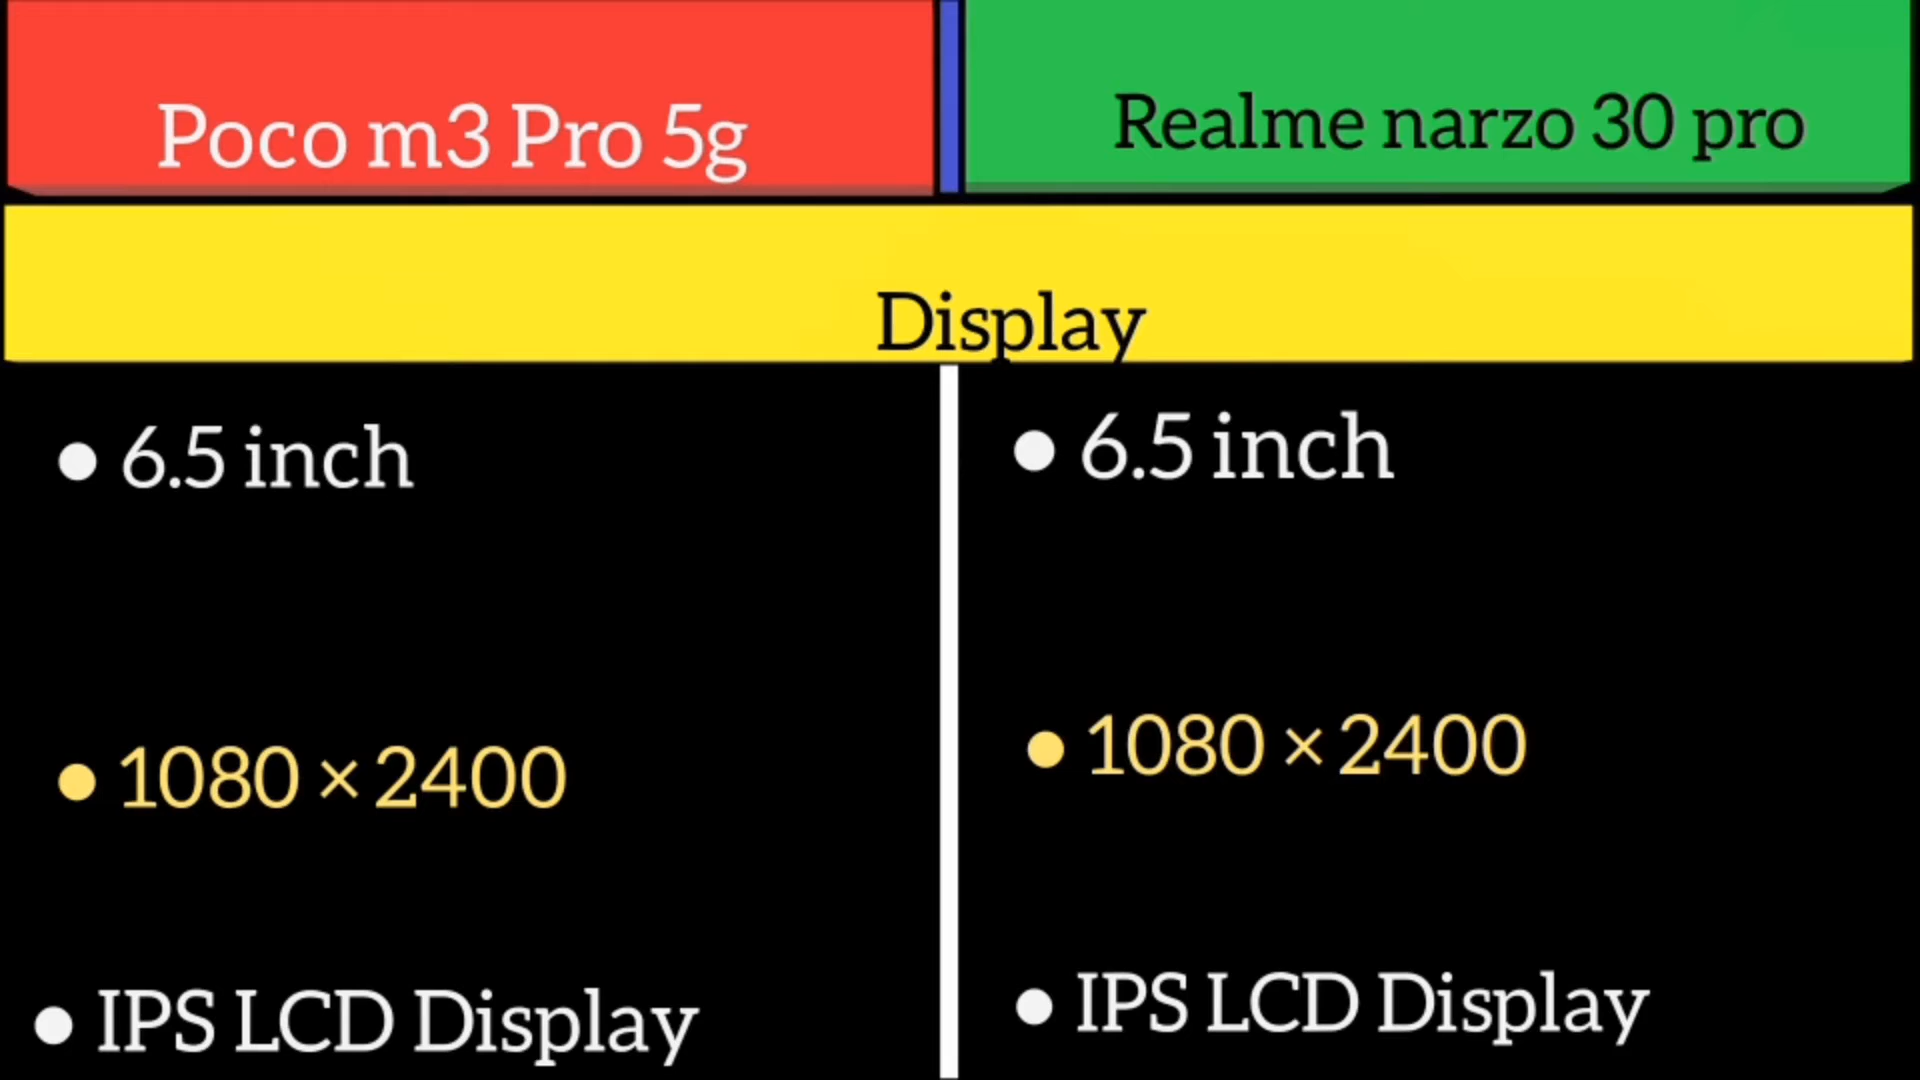 Poco m3 Pro 5g
Realme narzo 30 pro
Display
● 6.5 inch
● 6.5 inch
● 1080 × 2400
● 1080 × 2400
● IPS LCD Display
● IPS LCD Display